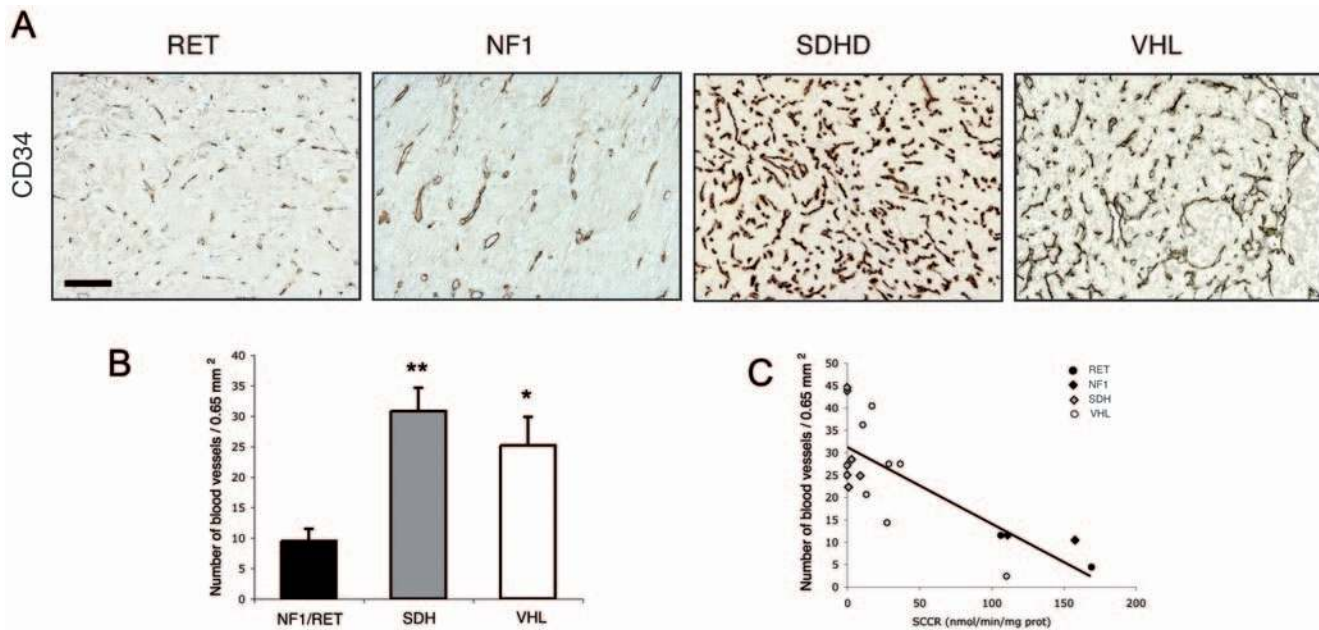 A
RET NF1 SDHD VHL
CD34
B
Number of blood vessels / 0.65 mm ²
40
35
30
25
20
15
10
5
0
** *
NF1/RET SDH VHL
C
Number of blood vessels / 0.65 mm ²
50
45
40
35
30
25
20
15
10
5
0
0 50 100 150 200
SCCR (nmol/min/mg prot)
RET
NF1
SDH
VHL